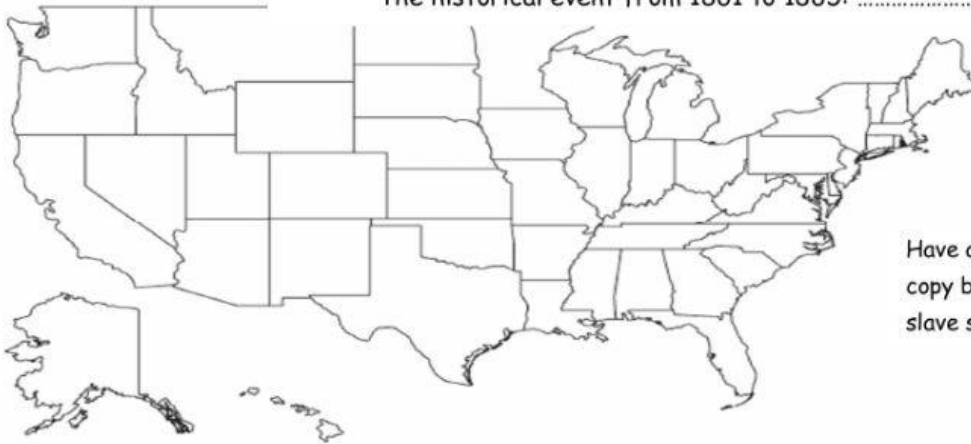 The historical event from 1861 to 1865: ....................
Have a
copy b
slave s